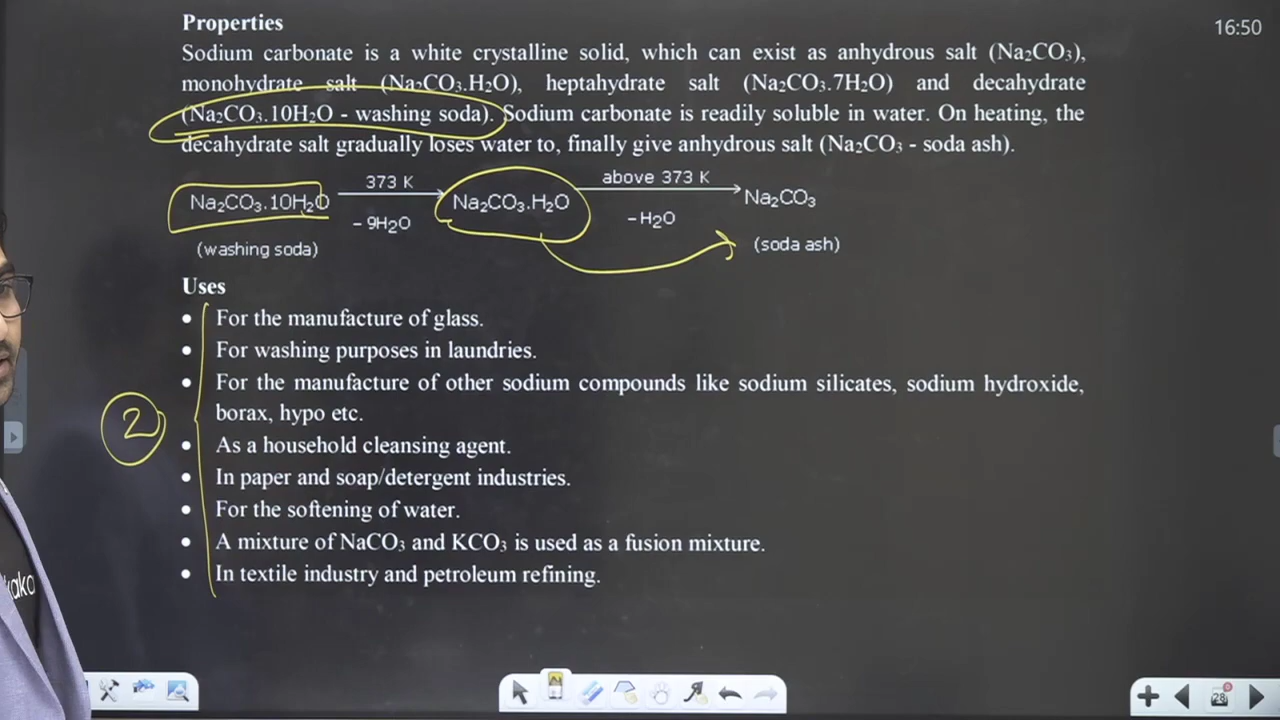 Properties
16:50
Sodium carbonate is a white crystalline solid, which can exist as anhydrous salt (Na2CO3),
monohydrate salt (Na2CO3.H2O), heptahydrate salt (Na2CO3.7H2O) and decahydrate
(Na2CO3.10H2O - washing soda). Sodium carbonate is readily soluble in water. On heating, the
decahydrate salt gradually loses water to, finally give anhydrous salt (Na2CO3 - soda ash).
Na2CO3.10H2O 373 K - 9H2O Na2CO3.H2O above 373 K - H2O Na2CO3
(washing soda) (soda ash)
Uses
• For the manufacture of glass.
• For washing purposes in laundries.
• For the manufacture of other sodium compounds like sodium silicates, sodium hydroxide,
borax, hypo etc.
2
• As a household cleansing agent.
• In paper and soap/detergent industries.
• For the softening of water.
• A mixture of NaCO3 and KCO3 is used as a fusion mixture.
• In textile industry and petroleum refining.
28